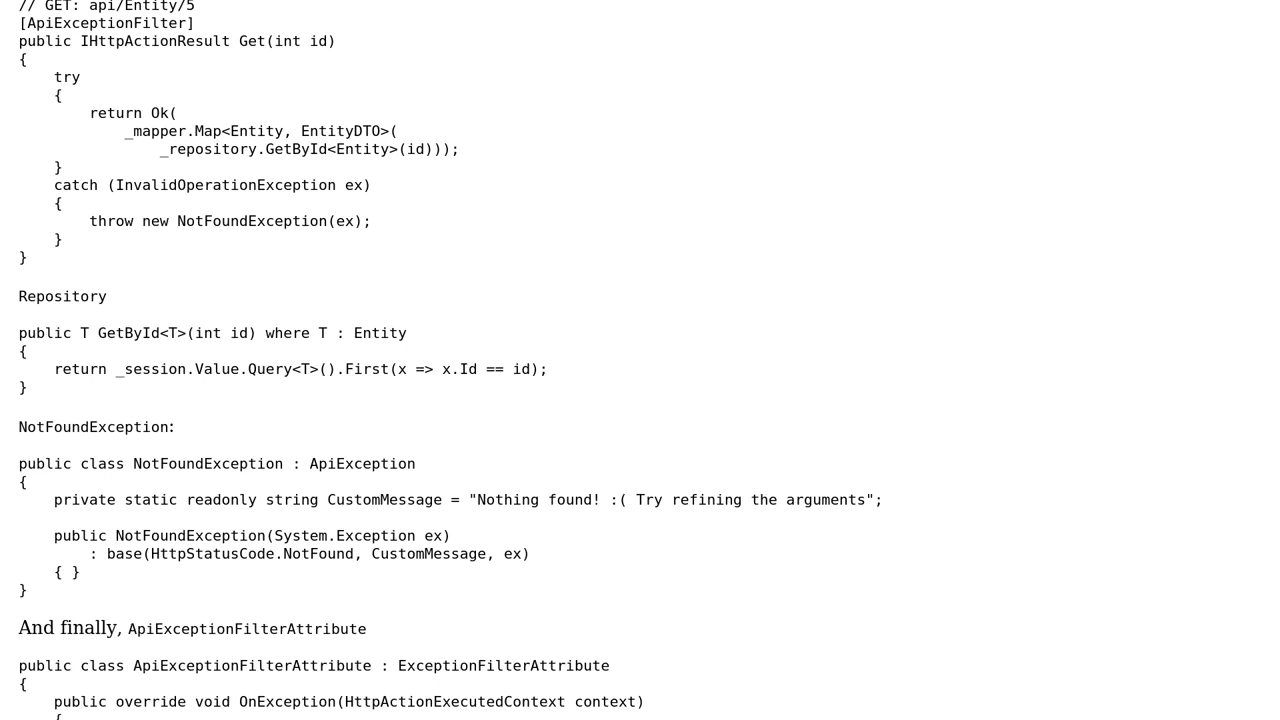 // GET: api/Entity/5
[ApiExceptionFilter]
public IHttpActionResult Get(int id)
{
    try
    {
        return Ok(
            _mapper.Map<Entity, EntityDTO>(
                _repository.GetById<Entity>(id)));
    }
    catch (InvalidOperationException ex)
    {
        throw new NotFoundException(ex);
    }
}
Repository
public T GetById<T>(int id) where T : Entity
{
    return _session.Value.Query<T>().First(x => x.Id == id);
}
NotFoundException:
public class NotFoundException : ApiException
{
    private static readonly string CustomMessage = "Nothing found! :( Try refining the arguments";
    public NotFoundException(System.Exception ex)
        : base(HttpStatusCode.NotFound, CustomMessage, ex)
    { }
}
And finally, ApiExceptionFilterAttribute
public class ApiExceptionFilterAttribute : ExceptionFilterAttribute
{
    public override void OnException(HttpActionExecutedContext context)
    {